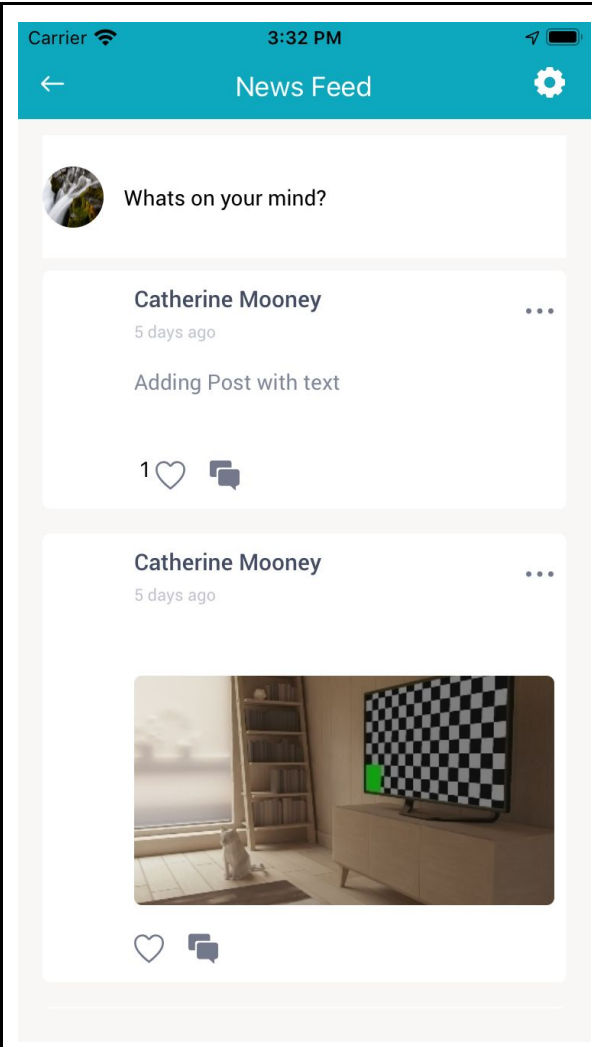 Carrier 3:32 PM
News Feed
Whats on your mind?
Catherine Mooney
5 days ago
Adding Post with text
1
Catherine Mooney
5 days ago